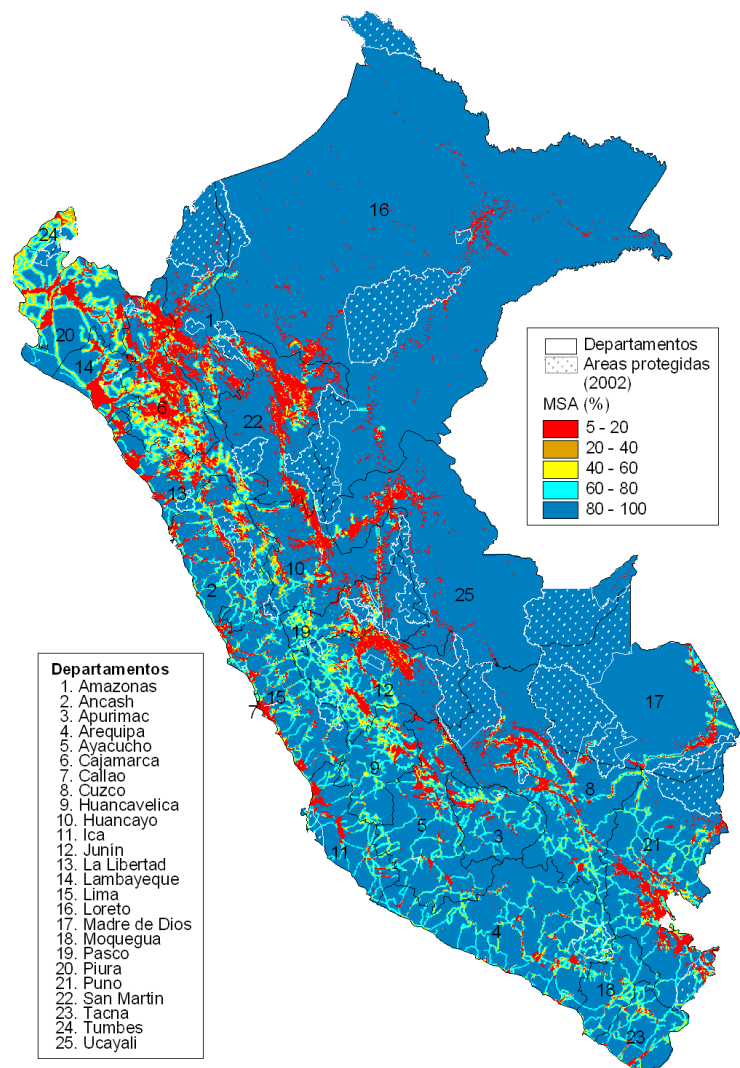 16
24
1
20
14
6
22
13
10
2
25
19
12
17
15
7
8
9
21
5
3
11
4
18
23
Departamentos
Areas protegidas
(2002)
MSA (%)
5 - 20
20 - 40
40 - 60
60 - 80
80 - 100
Departamentos
1. Amazonas
2. Ancash
3. Apurimac
4. Arequipa
5. Ayacucho
6. Cajamarca
7. Callao
8. Cuzco
9. Huancavelica
10. Huancayo
11. Ica
12. Junín
13. La Libertad
14. Lambayeque
15. Lima
16. Loreto
17. Madre de Dios
18. Moquegua
19. Pasco
20. Piura
21. Puno
22. San Martin
23. Tacna
24. Tumbes
25. Ucayali